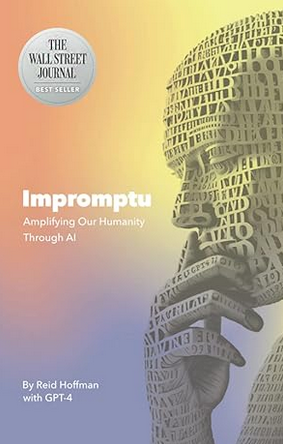 THE
WALL STREET
JOURNAL
BEST SELLER
Impromptu
Amplifying Our Humanity
Through AI
By Reid Hoffman
with GPT-4